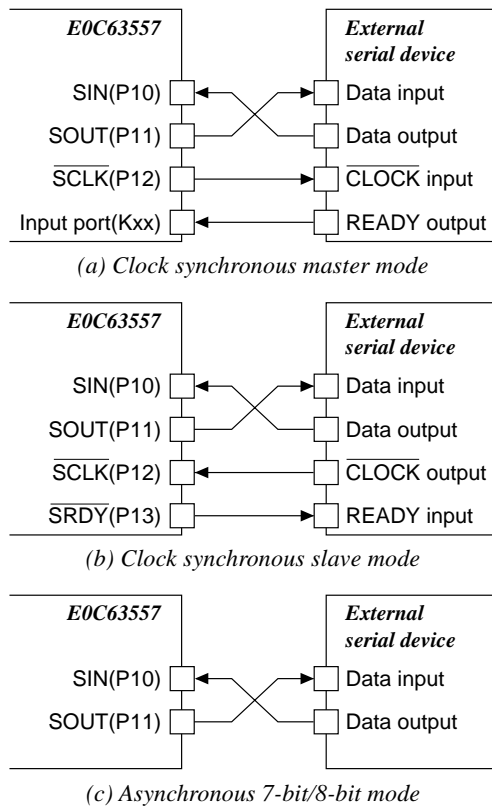 E0C63557
External
serial device
SIN(P10)
Data input
SOUT(P11)
Data output
SCLK(P12)
CLOCK input
Input port(Kxx)
READY output
(a) Clock synchronous master mode
E0C63557
External
serial device
SIN(P10)
Data input
SOUT(P11)
Data output
SCLK(P12)
CLOCK output
SRDY(P13)
READY input
(b) Clock synchronous slave mode
E0C63557
External
serial device
SIN(P10)
Data input
SOUT(P11)
Data output
(c) Asynchronous 7-bit/8-bit mode